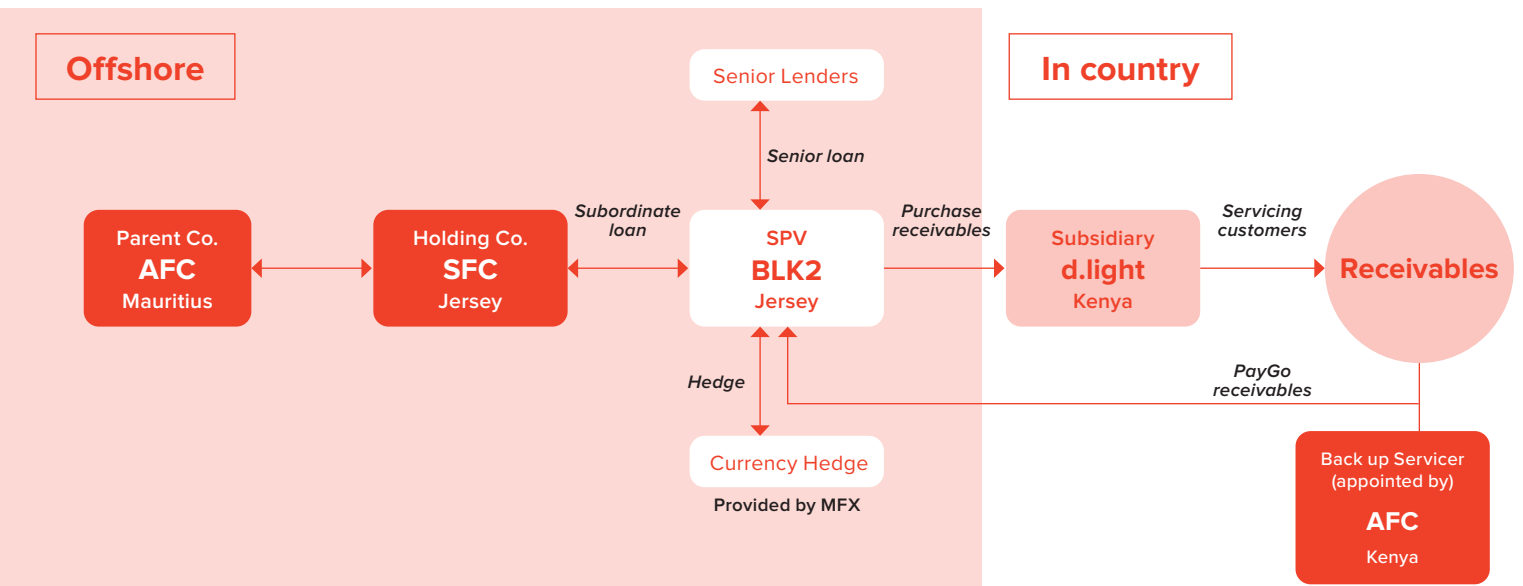 Offshore
In country
Senior Lenders
Senior loan
Parent Co.
AFC
Mauritius
Holding Co.
SFC
Jersey
Subordinate
loan
SPV
BLK2
Jersey
Purchase
receivables
Subsidiary
d.light
Kenya
Servicing
customers
Receivables
Hedge
PayGo
receivables
Currency Hedge
Provided by MFX
Back up Servicer
(appointed by)
AFC
Kenya